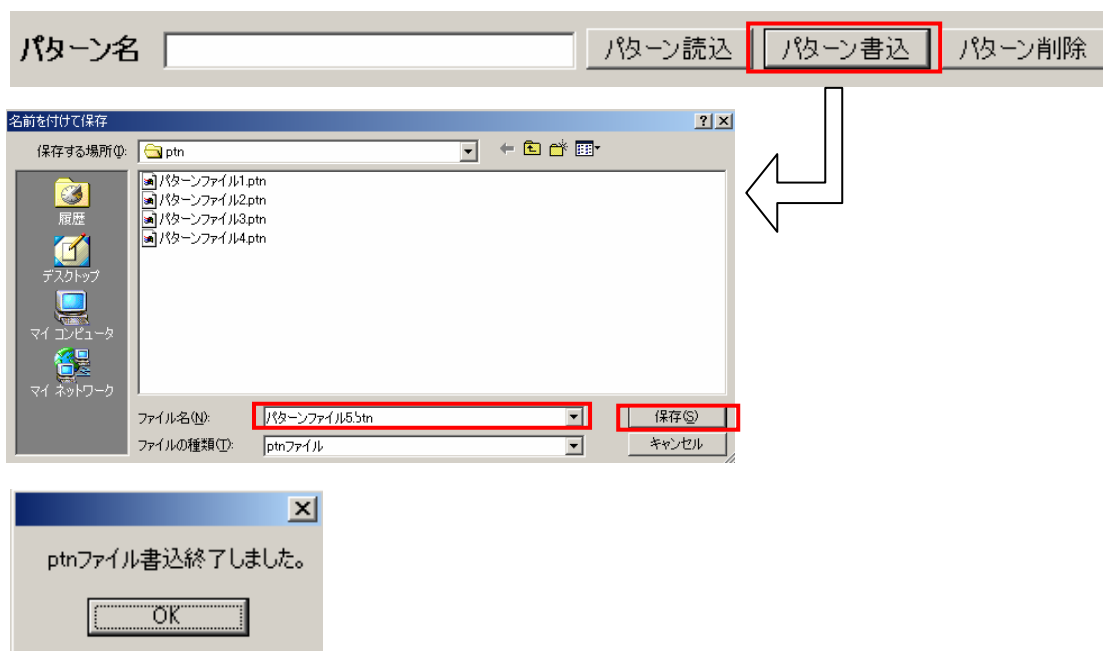 パターン名 パターン読込 パターン書込 パターン削除
名前を付けて保存
保存する場所(I): ptn
パターンファイル1.ptn
パターンファイル2.ptn
パターンファイル3.ptn
パターンファイル4.ptn
履歴
デスクトップ
マイ コンピュータ
マイ ネットワーク
ファイル名(N): パターンファイル5.5tn 保存(S)
ファイルの種類(T): ptnファイル キャンセル
ptnファイル書込終了しました。
OK